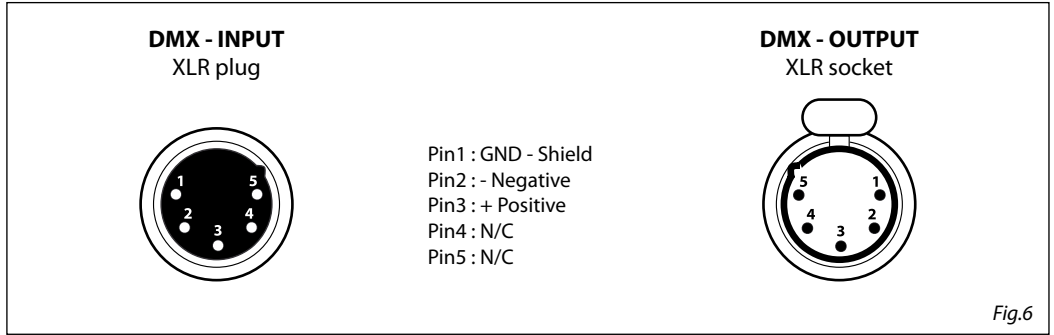 DMX - INPUT
XLR plug
1
5
2
4
3
Pin1 : GND - Shield
Pin2 : - Negative
Pin3 : + Positive
Pin4 : N/C
Pin5 : N/C
DMX - OUTPUT
XLR socket
5
1
4
2
3
Fig.6